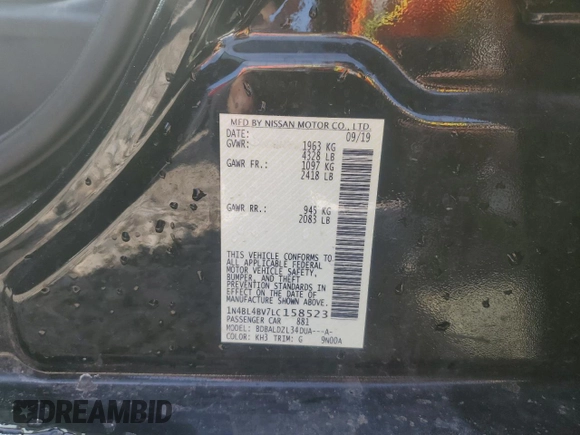 MFD BY NISSAN MOTOR CO., LTD.
DATE: 09/19
GVWR: 1963 KG
4328 LB
GAWR FR.: 1097 KG
2418 LB
GAWR RR.: 945 KG
2083 LB
THIS VEHICLE CONFORMS TO
ALL APPLICABLE FEDERAL
MOTOR VEHICLE SAFETY,
BUMPER, AND THEFT
PREVENTION STANDARDS IN
EFFECT ON THE DATE OF
MANUFACTURE SHOWN ABOVE.
1N4BL4BV7LC158523
PASSENGER CAR 881
MODEL: BDBALDZL34DUA---A-
COLOR: KH3 TRIM: G 9N00A
DREAMBID